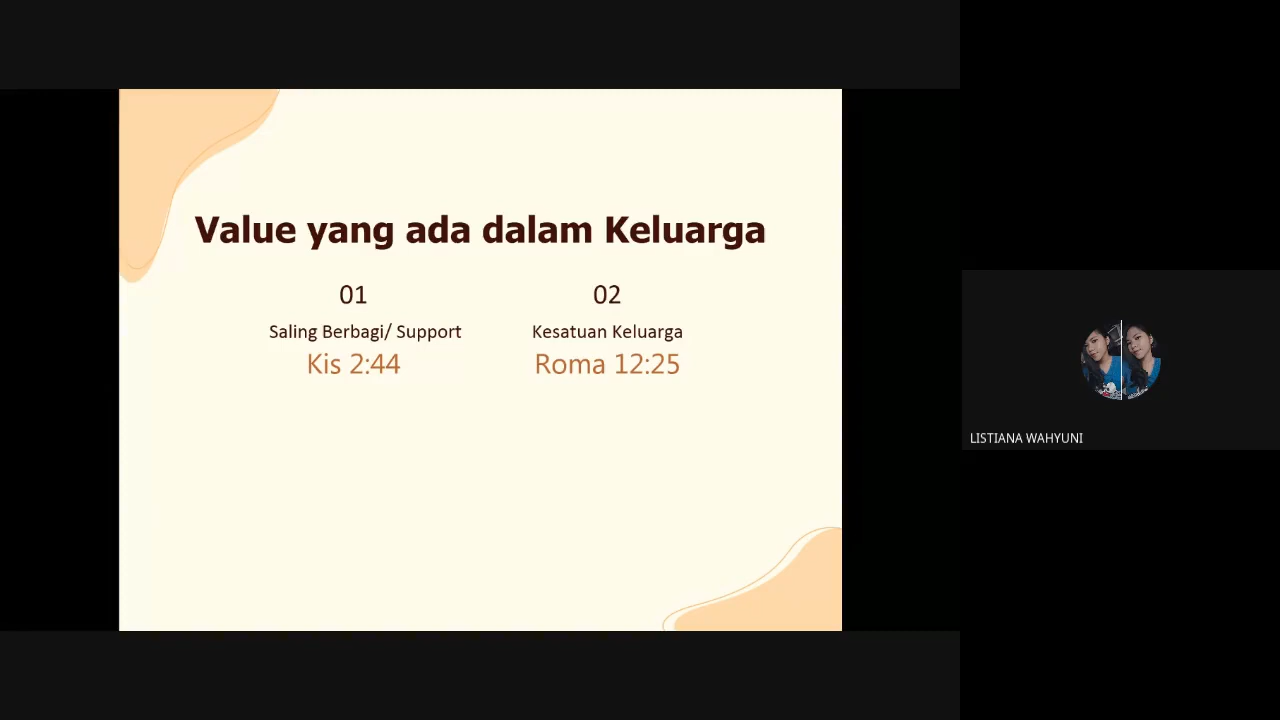 Value yang ada dalam Keluarga
01
Saling Berbagi/ Support
Kis 2:44
02
Kesatuan Keluarga
Roma 12:25
LISTIANA WAHYUNI